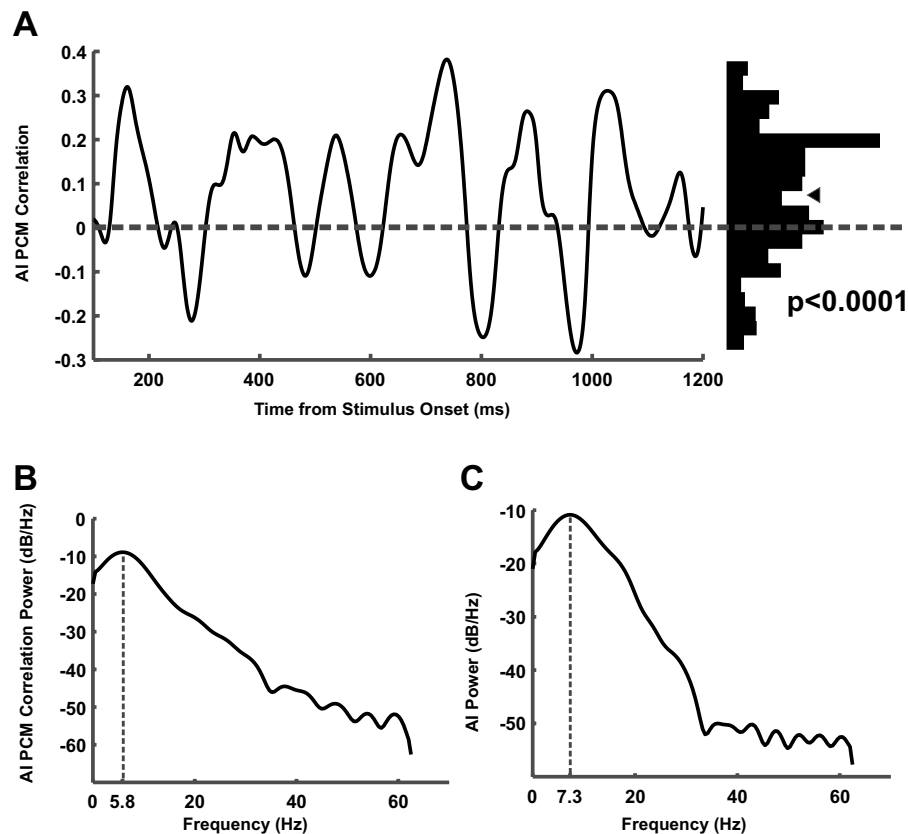 A
AI PCM Correlation
0.4
0.3
0.2
0.1
0
-0.1
-0.2
-0.3
200 400 600 800 1000 1200
Time from Stimulus Onset (ms)
p<0.0001
B
AI PCM Correlation Power (dB/Hz)
0
-10
-20
-30
-40
-50
-60
0 5.8 20 40 60
Frequency (Hz)
C
AI Power (dB/Hz)
-10
-20
-30
-40
-50
0 7.3 20 40 60
Frequency (Hz)